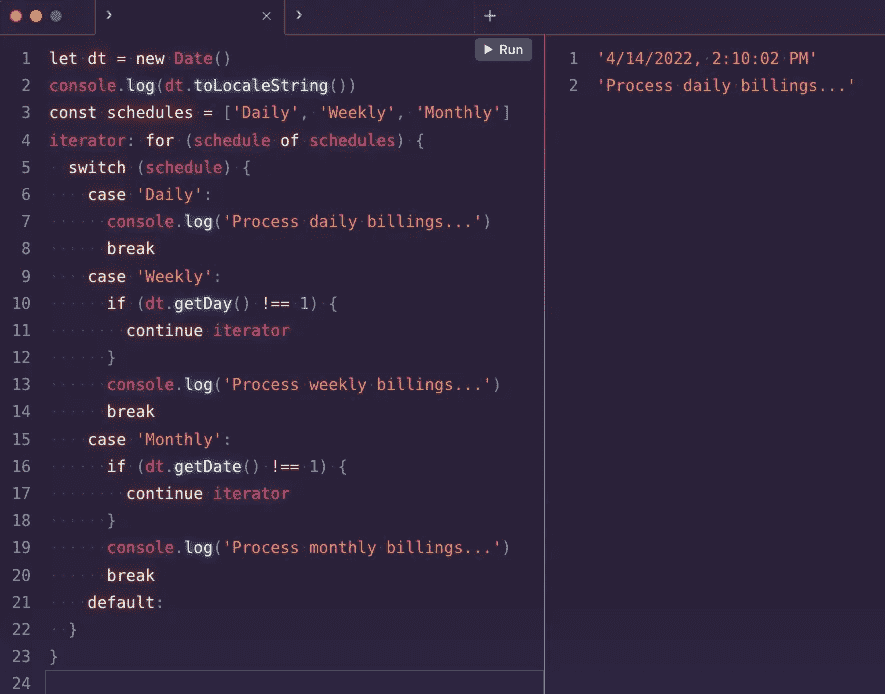 Run
1 let dt = new Date()
2 console.log(dt.toLocaleString())
3 const schedules = ['Daily', 'Weekly', 'Monthly']
4 iterator: for (schedule of schedules) {
5   switch (schedule) {
6     case 'Daily':
7       console.log('Process daily billings...')
8       break
9     case 'Weekly':
10       if (dt.getDay() !== 1) {
11         continue iterator
12       }
13       console.log('Process weekly billings...')
14       break
15     case 'Monthly':
16       if (dt.getDate() !== 1) {
17         continue iterator
18       }
19       console.log('Process monthly billings...')
20       break
21     default:
22   }
23 }
24
1 '4/14/2022, 2:10:02 PM'
2 'Process daily billings...'